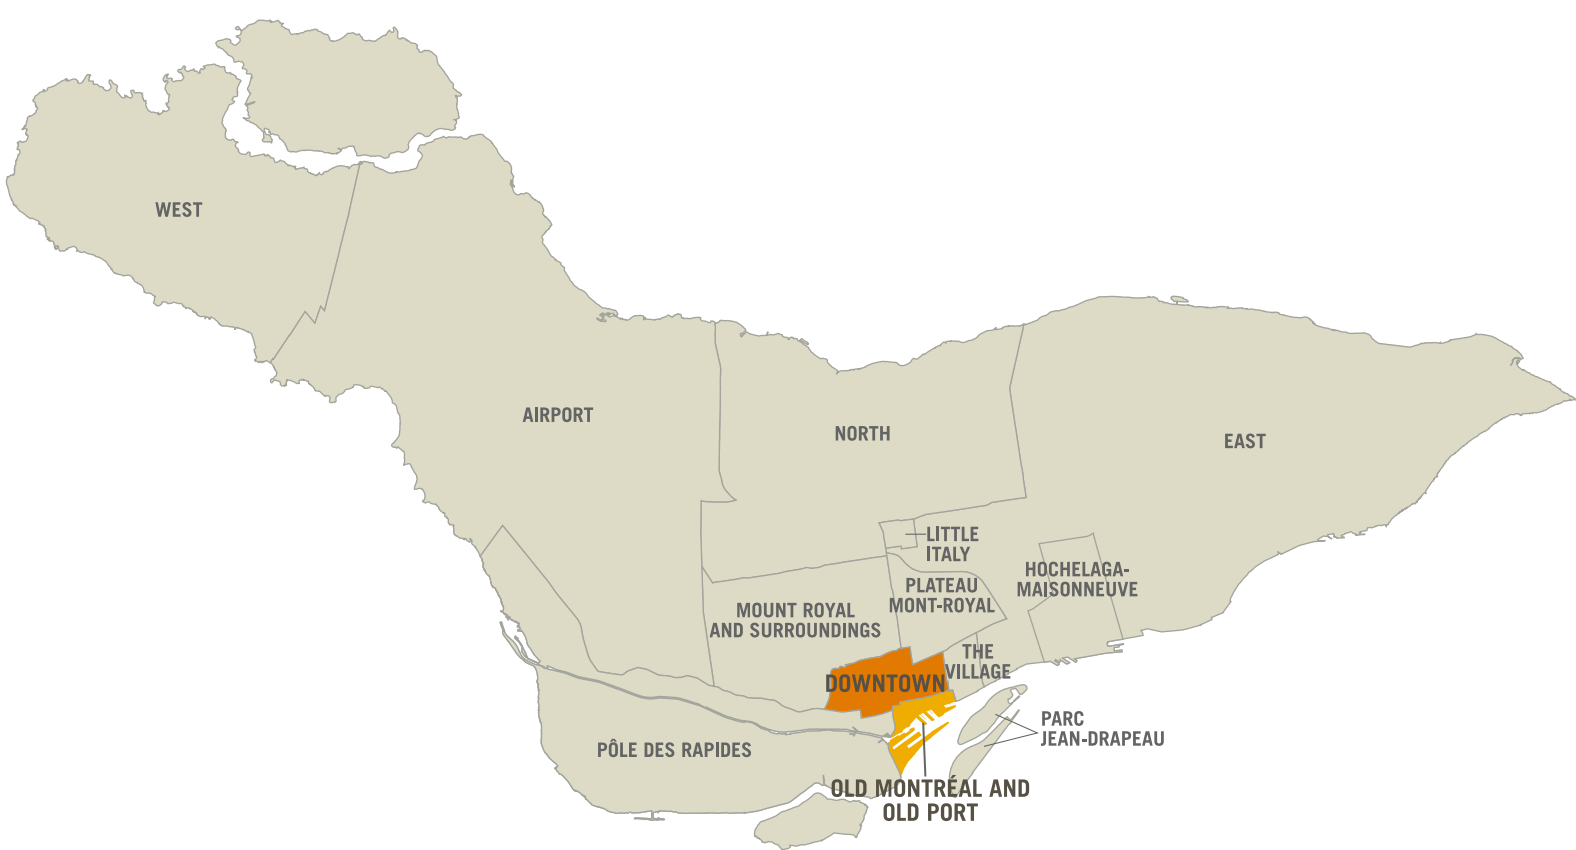 WEST
AIRPORT
NORTH
EAST
LITTLE
ITALY
HOCHELAGA-
MAISONNEUVE
PLATEAU
MONT-ROYAL
MOUNT ROYAL
AND SURROUNDINGS
THE
VILLAGE
DOWNTOWN
PARC
JEAN-DRAPEAU
PÔLE DES RAPIDES
OLD MONTRÉAL AND
OLD PORT